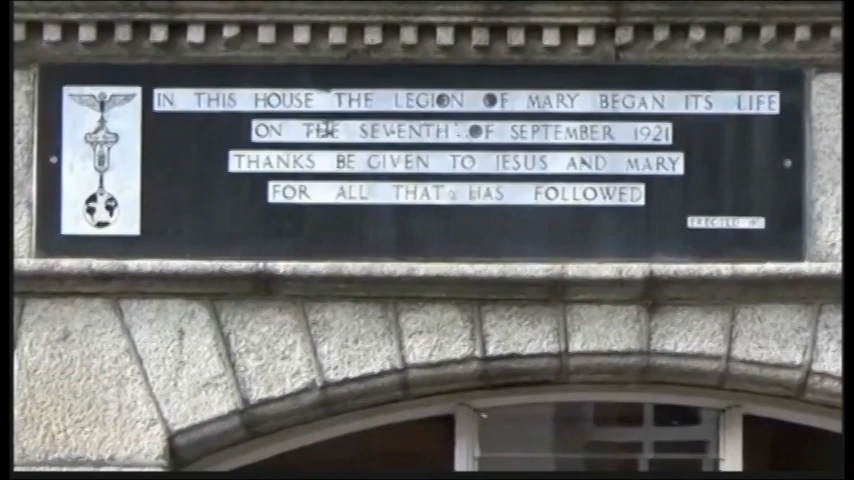 IN THIS HOUSE THE LEGION OF MARY BEGAN ITS LIFE
ON THE SEVENTH OF SEPTEMBER 1921
THANKS BE GIVEN TO JESUS AND MARY
FOR ALL THAT HAS FOLLOWED
ERECTED